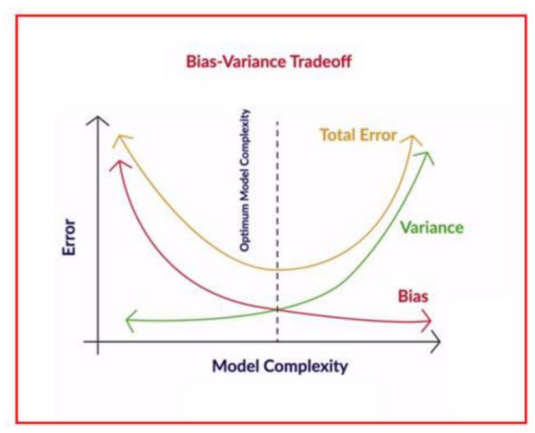 Bias-Variance Tradeoff
Optimum Model Complexity
Total Error
Error
Variance
Bias
Model Complexity